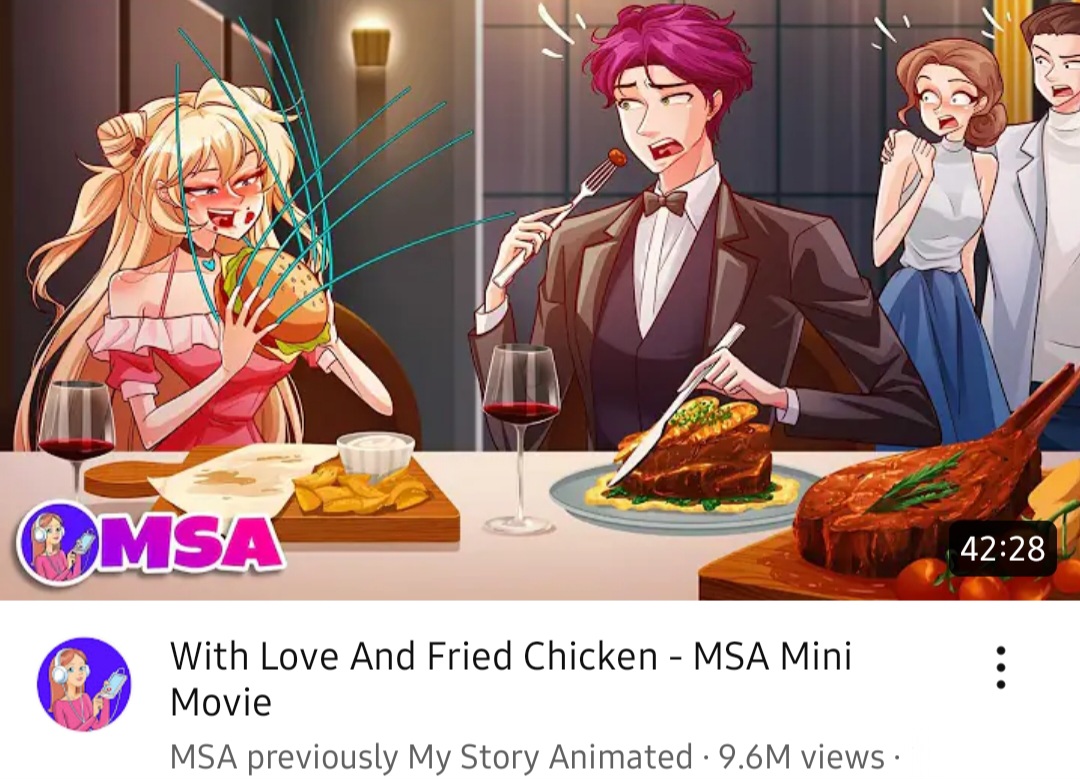 MSA
42:28
With Love And Fried Chicken - MSA Mini
Movie
MSA previously My Story Animated · 9.6M views ·